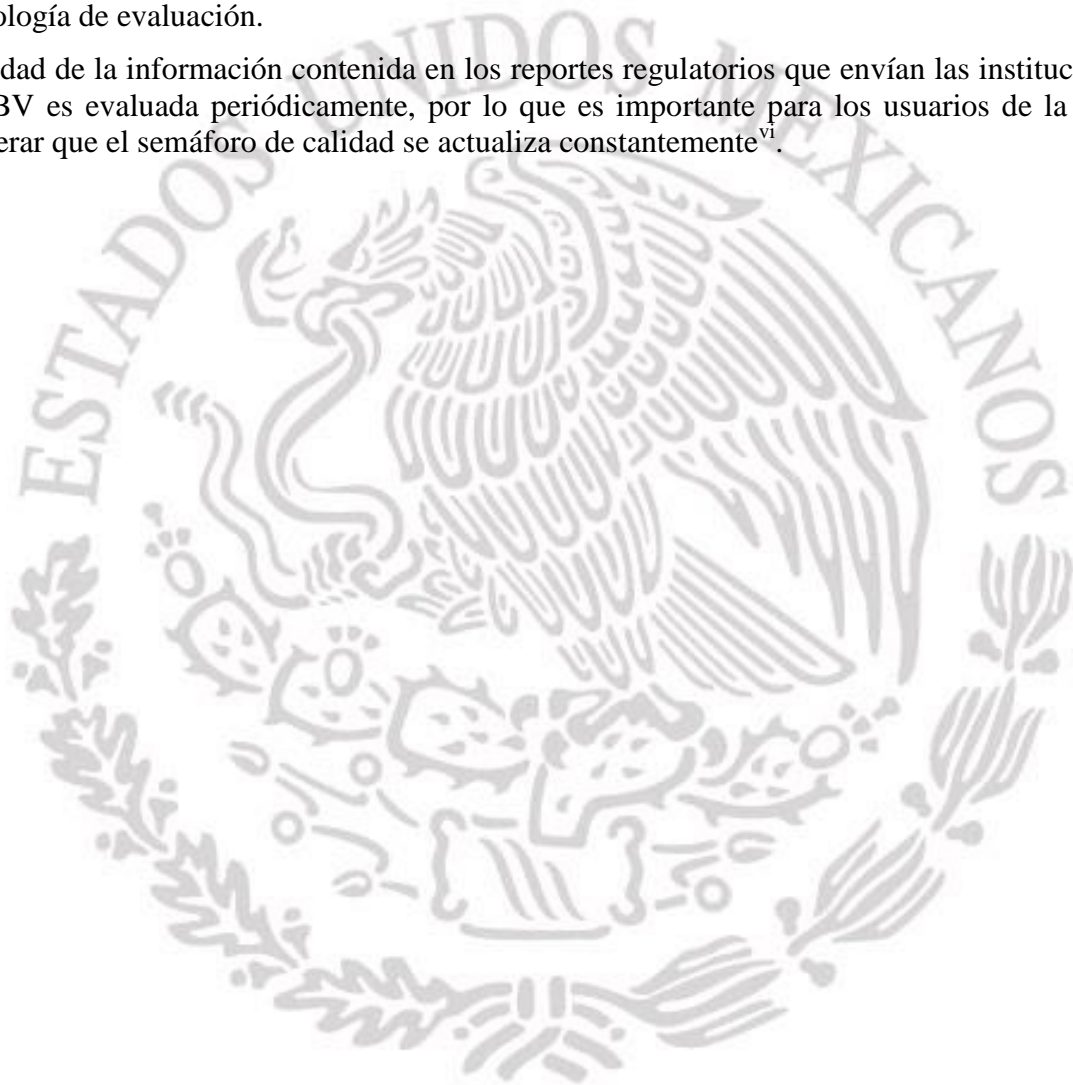 ología de evaluación.
dad de la información contenida en los reportes regulatorios que envían las instituc
BV es evaluada periódicamente, por lo que es importante para los usuarios de la
erar que el semáforo de calidad se actualiza constantemente^vi.
ESTADOS UNIDOS MEXICANOS